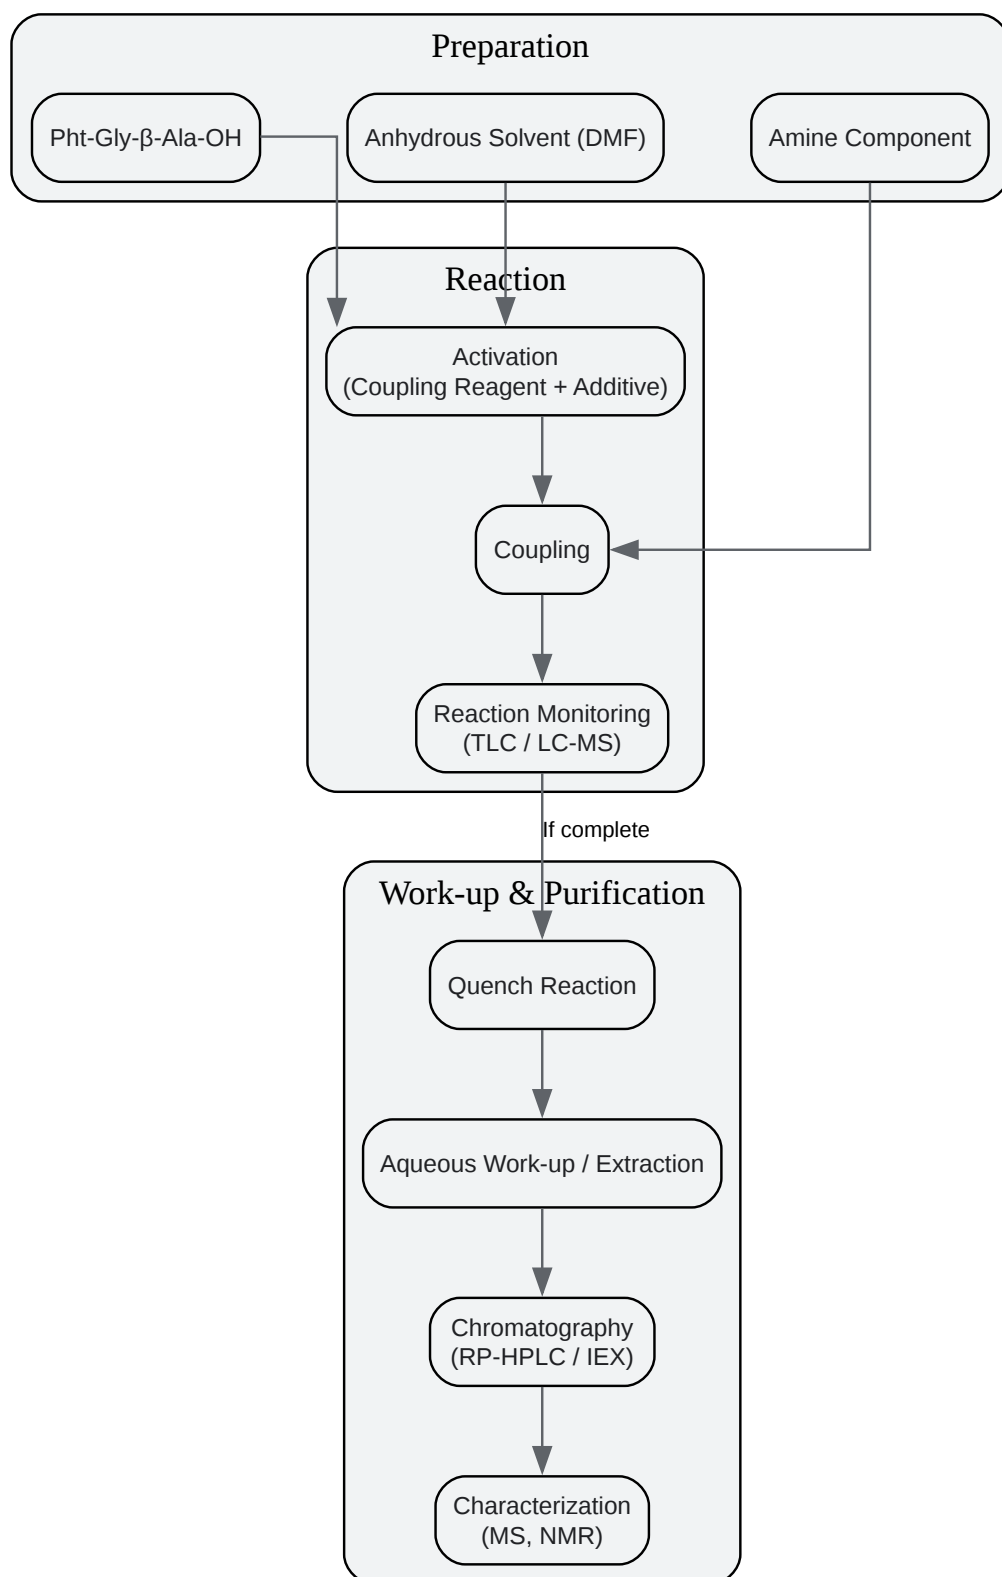 Preparation
Pht-Gly-β-Ala-OH
Anhydrous Solvent (DMF)
Amine Component
Reaction
Activation
(Coupling Reagent + Additive)
Coupling
Reaction Monitoring
(TLC / LC-MS)
If complete
Work-up & Purification
Quench Reaction
Aqueous Work-up / Extraction
Chromatography
(RP-HPLC / IEX)
Characterization
(MS, NMR)